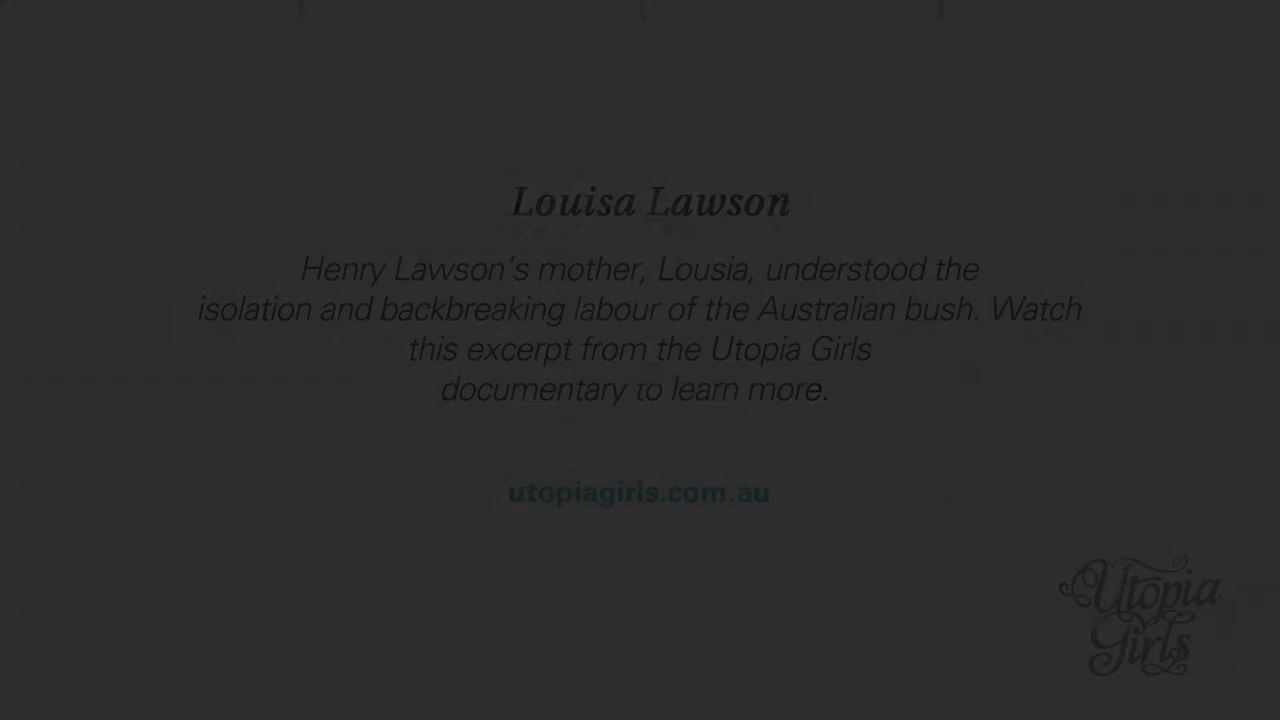 Louisa Lawson
Henry Lawson's mother, Lousia, understood the
isolation and backbreaking labour of the Australian bush. Watch
this excerpt from the Utopia Girls
documentary to learn more.
utopiagirls.com.au
Utopia
Girls